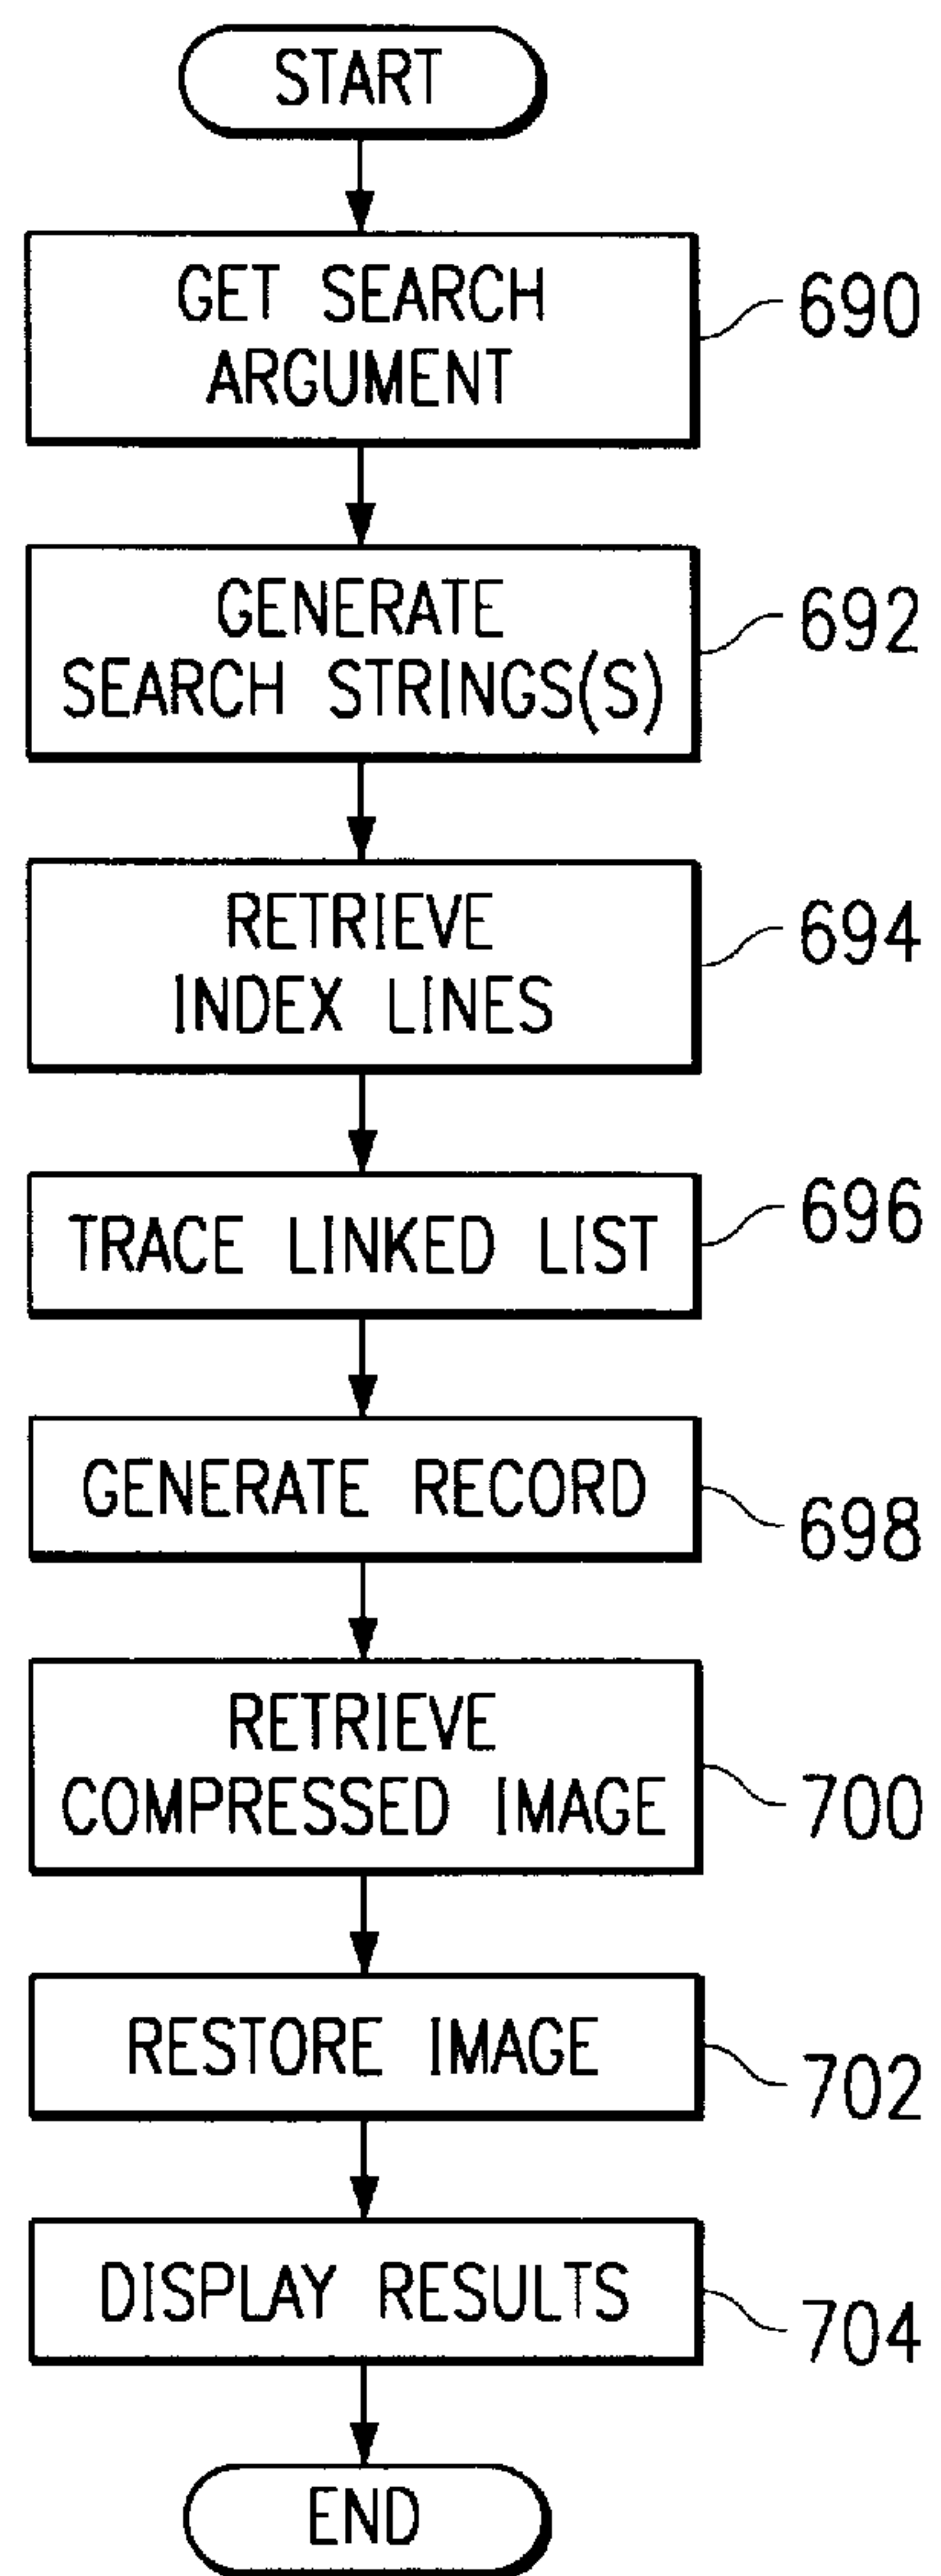 START
GET SEARCH
ARGUMENT
690
GENERATE
SEARCH STRINGS(S)
692
RETRIEVE
INDEX LINES
694
TRACE LINKED LIST
696
GENERATE RECORD
698
RETRIEVE
COMPRESSED IMAGE
700
RESTORE IMAGE
702
DISPLAY RESULTS
704
END